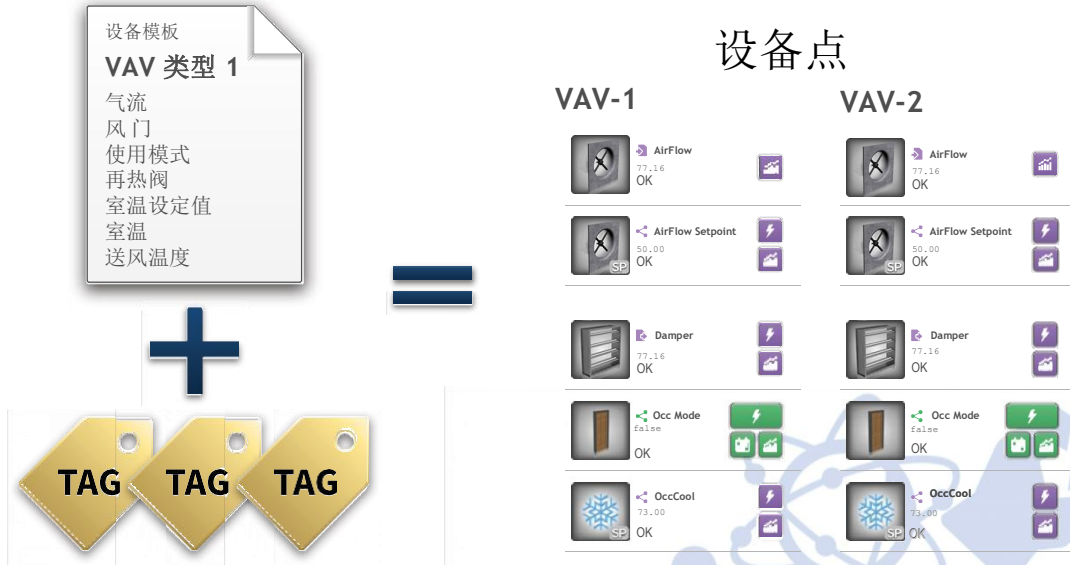 设备模板
VAV 类型 1
气流
风门
使用模式
再热阀
室温设定值
室温
送风温度
TAG TAG TAG
设备点
VAV-1
AirFlow
77.16
OK
AirFlow Setpoint
50.00
OK
SP
Damper
77.16
OK
Occ Mode
false
OK
OccCool
73.00
OK
SP
VAV-2
AirFlow
77.16
OK
AirFlow Setpoint
50.00
OK
SP
Damper
77.16
OK
Occ Mode
false
OK
OccCool
73.00
OK
SP